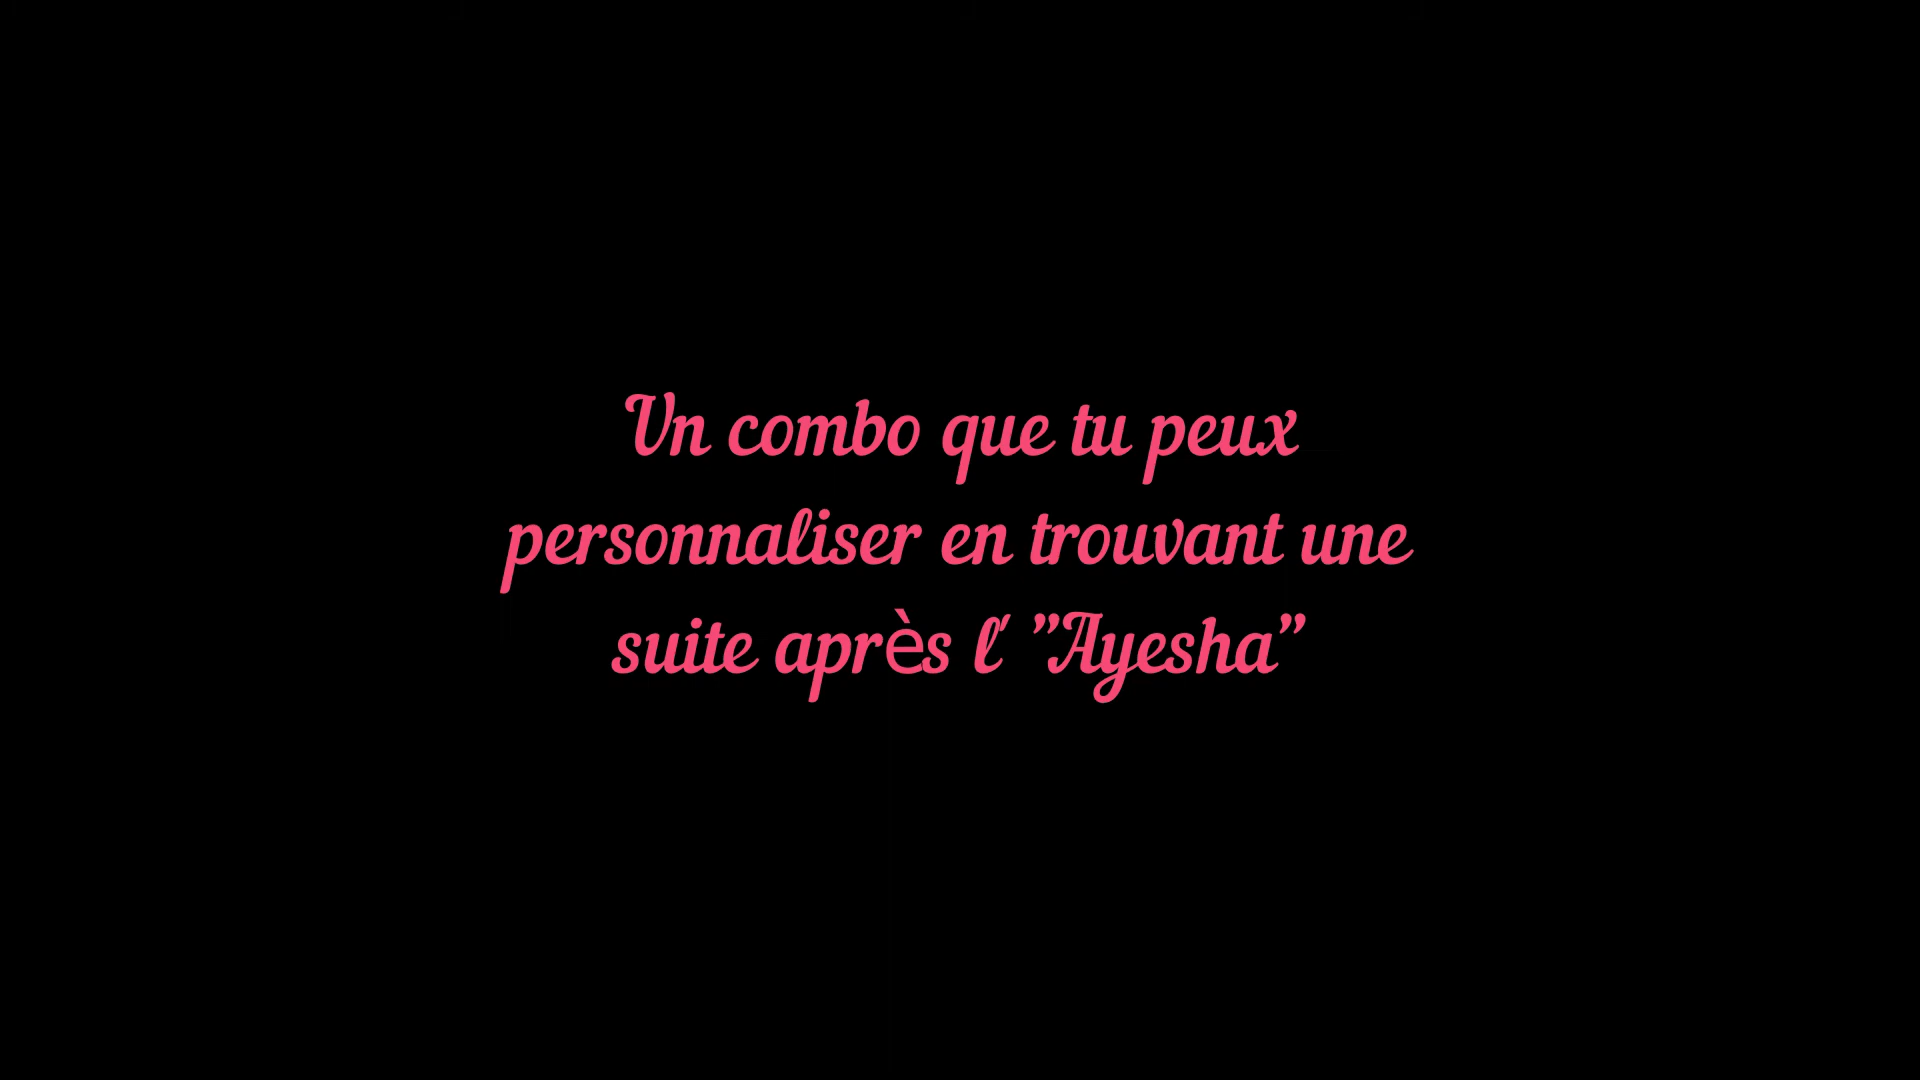 Un combo que tu peux
personnaliser en trouvant une
suite après l' "Ayesha"